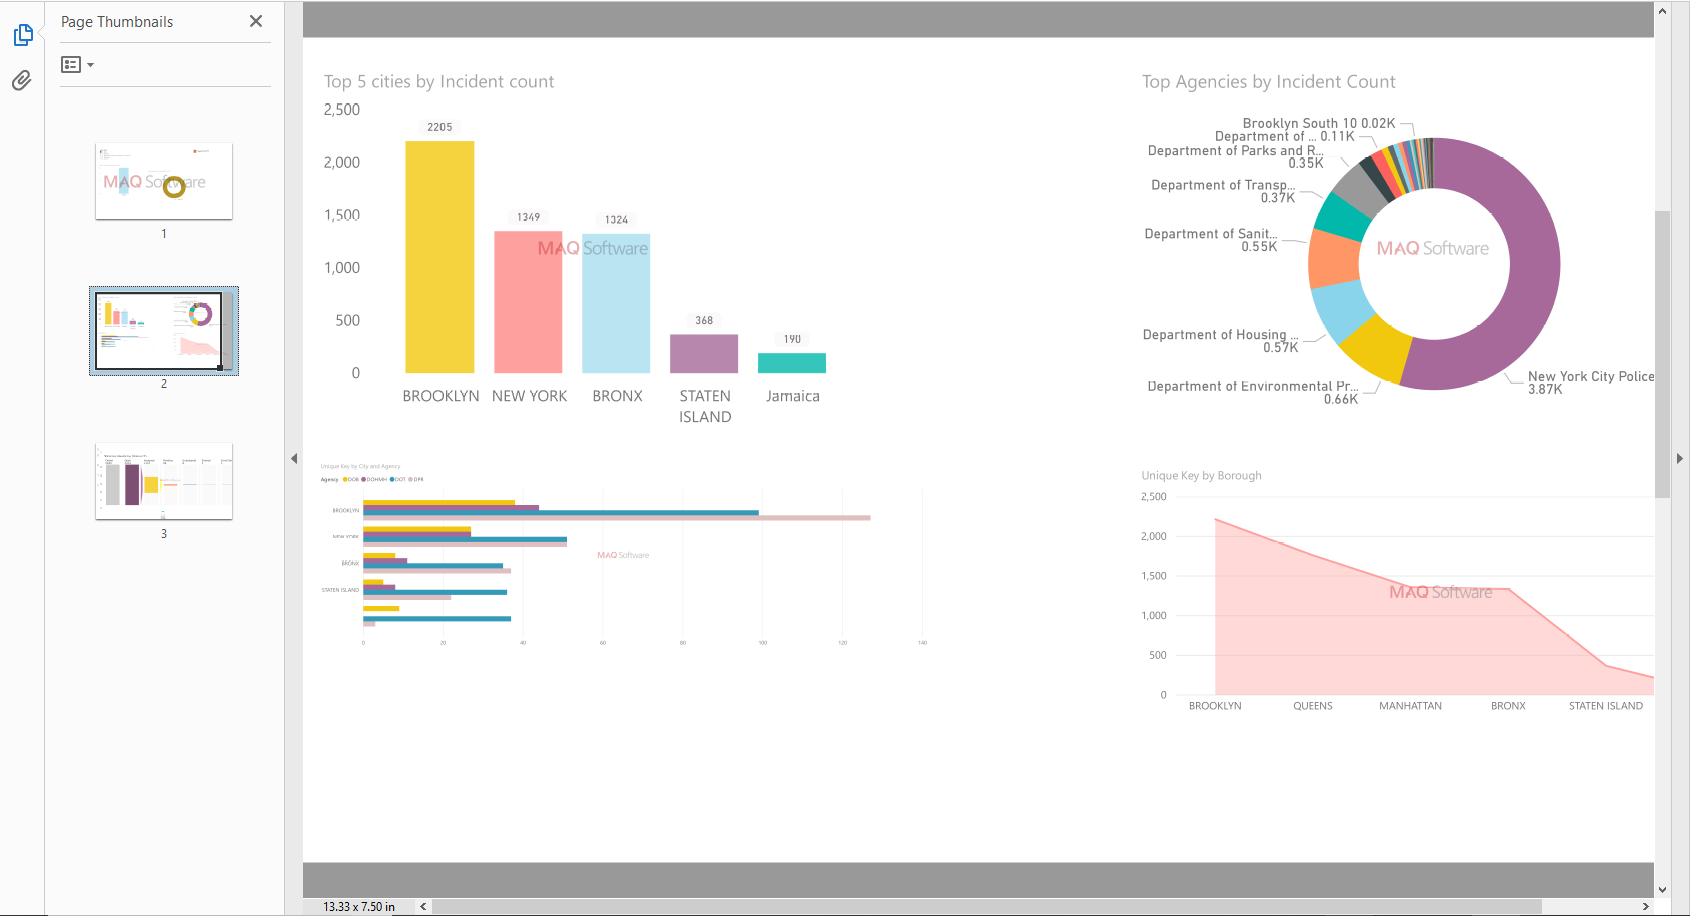 Page Thumbnails
1
2
3
Top 5 cities by Incident count
2,500
2,000
1,500
1,000
500
0
2205
1349
1324
368
190
MAQ Software
BROOKLYN
NEW YORK
BRONX
STATEN
ISLAND
Jamaica
Top Agencies by Incident Count
Brooklyn South 10 0.02K
Department of ... 0.11K
Department of Parks and R...
0.35K
Department of Transp...
0.37K
Department of Sanit...
0.55K
Department of Housing ...
0.57K
Department of Environmental Pr...
0.66K
New York City Police
3.87K
MAQ Software
Unique Key by City and Agency
Agency DOB DOHMH DOT DPR
BROOKLYN
NEW YORK
BRONX
STATEN ISLAND
MAQ Software
0 20 40 60 80 100 120 140
Unique Key by Borough
2,500
2,000
1,500
1,000
500
0
MAQ Software
BROOKLYN QUEENS MANHATTAN BRONX STATEN ISLAND
13.33 x 7.50 in
MAQ Software